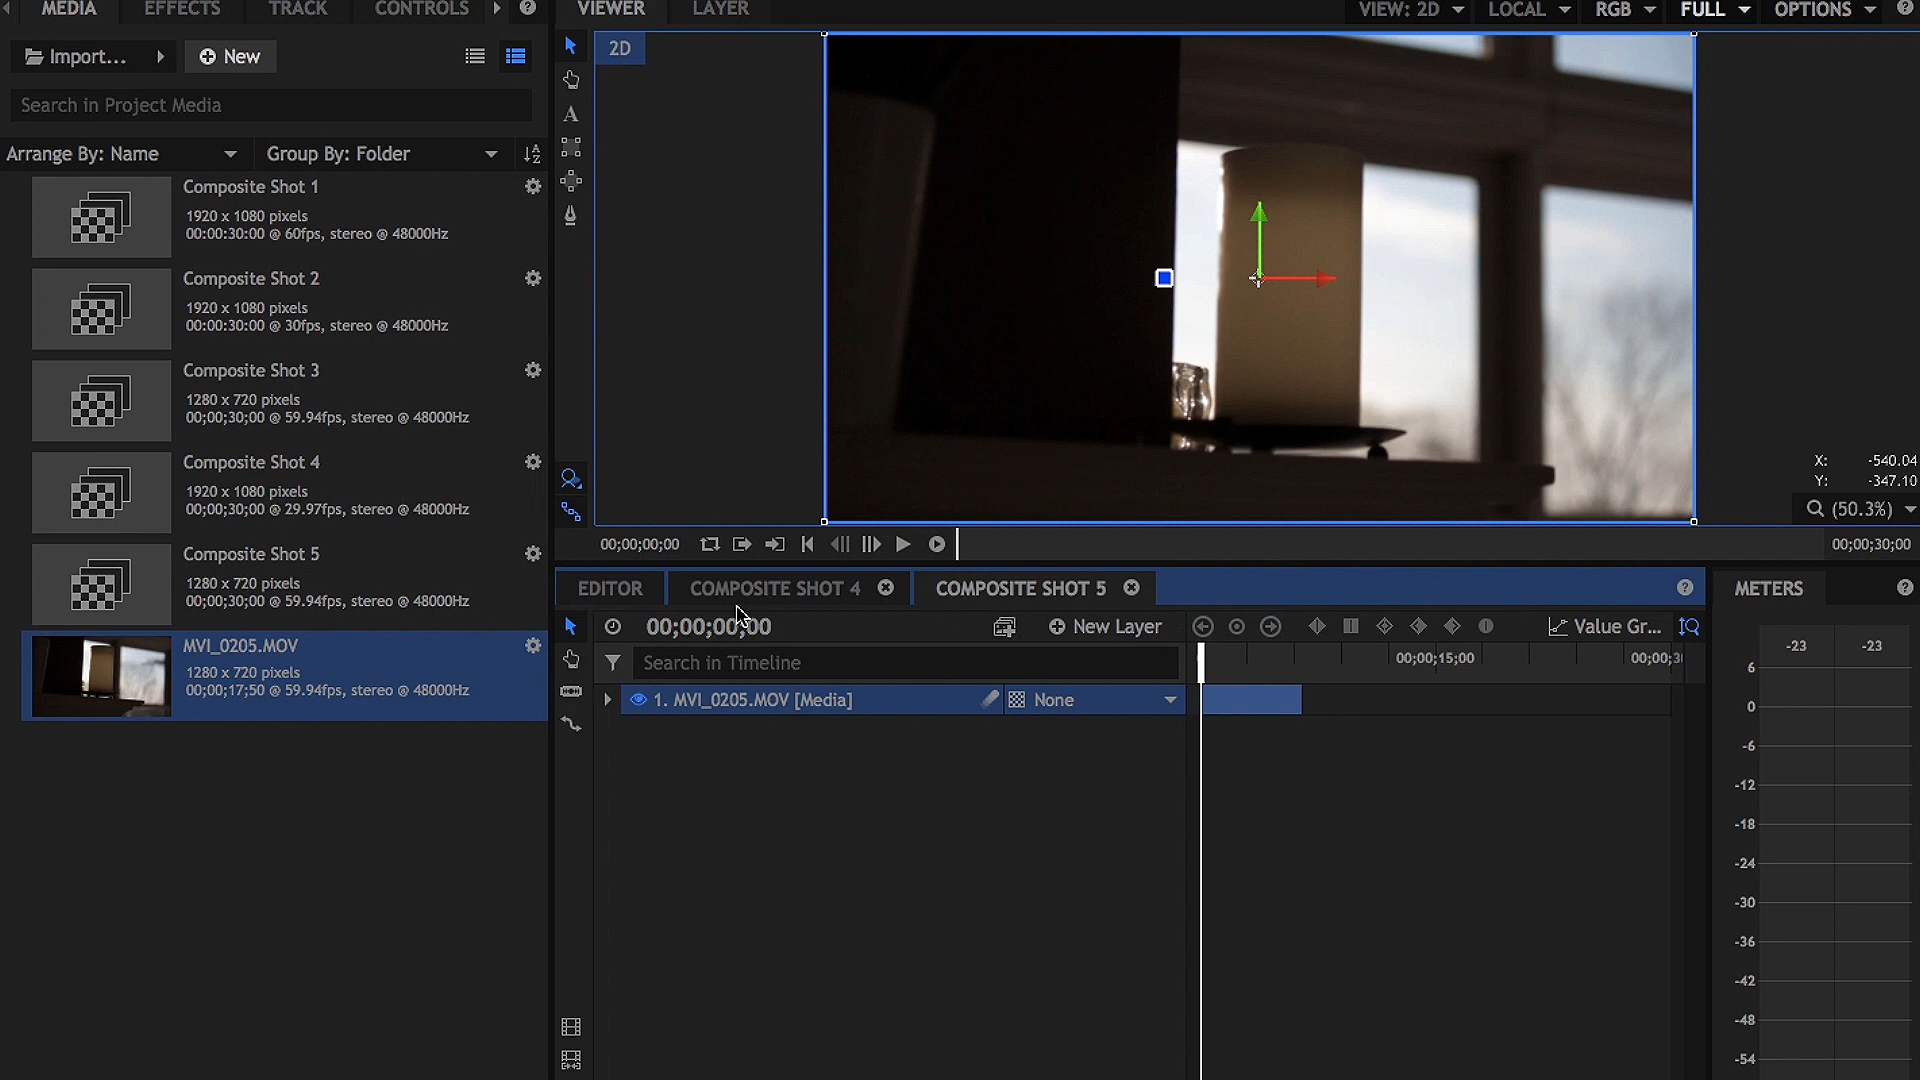 MEDIA EFFECTS TRACK CONTROLS
VIEWER LAYER
VIEW: 2D LOCAL RGB FULL OPTIONS
Import... New
Search in Project Media
Arrange By: Name Group By: Folder
Composite Shot 1
1920 x 1080 pixels
00:00:30:00 @ 60fps, stereo @ 48000Hz
Composite Shot 2
1920 x 1080 pixels
00:00:30:00 @ 30fps, stereo @ 48000Hz
Composite Shot 3
1280 x 720 pixels
00;00;30;00 @ 59.94fps, stereo @ 48000Hz
Composite Shot 4
1920 x 1080 pixels
00;00;30;00 @ 29.97fps, stereo @ 48000Hz
Composite Shot 5
1280 x 720 pixels
00;00;30;00 @ 59.94fps, stereo @ 48000Hz
MVI_0205.MOV
1280 x 720 pixels
00;00;17;50 @ 59.94fps, stereo @ 48000Hz
2D
X: -540.04
Y: -347.10
(50.3%)
00;00;00;00
00;00;30;00
EDITOR COMPOSITE SHOT 4 COMPOSITE SHOT 5
00;00;00;00
New Layer
Value Gr...
Search in Timeline
00;00;15;00
00;00;3
1. MVI_0205.MOV [Media] None
METERS
-23 -23
6
0
-6
-12
-18
-24
-30
-36
-42
-48
-54